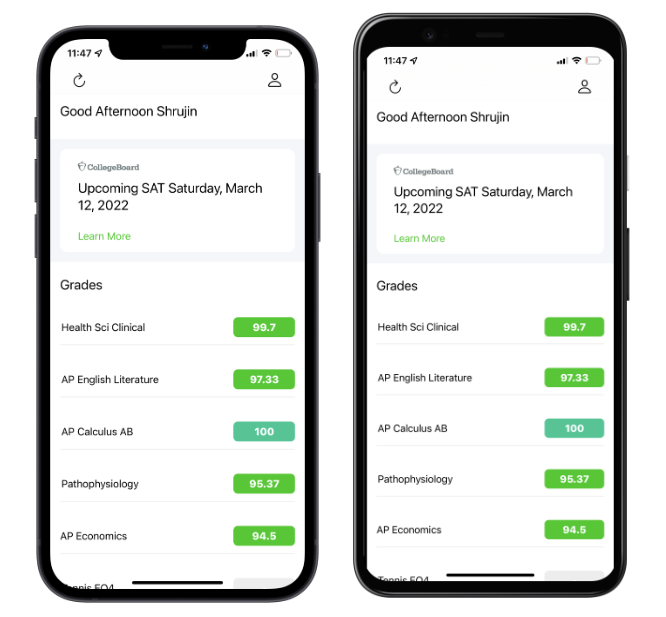 11:47
Good Afternoon Shrujin
CollegeBoard
Upcoming SAT Saturday, March
12, 2022
Learn More
Grades
Health Sci Clinical 99.7
AP English Literature 97.33
AP Calculus AB 100
Pathophysiology 95.37
AP Economics 94.5
Tennis EO4
11:47
Good Afternoon Shrujin
CollegeBoard
Upcoming SAT Saturday, March
12, 2022
Learn More
Grades
Health Sci Clinical 99.7
AP English Literature 97.33
AP Calculus AB 100
Pathophysiology 95.37
AP Economics 94.5
Tennis EO4